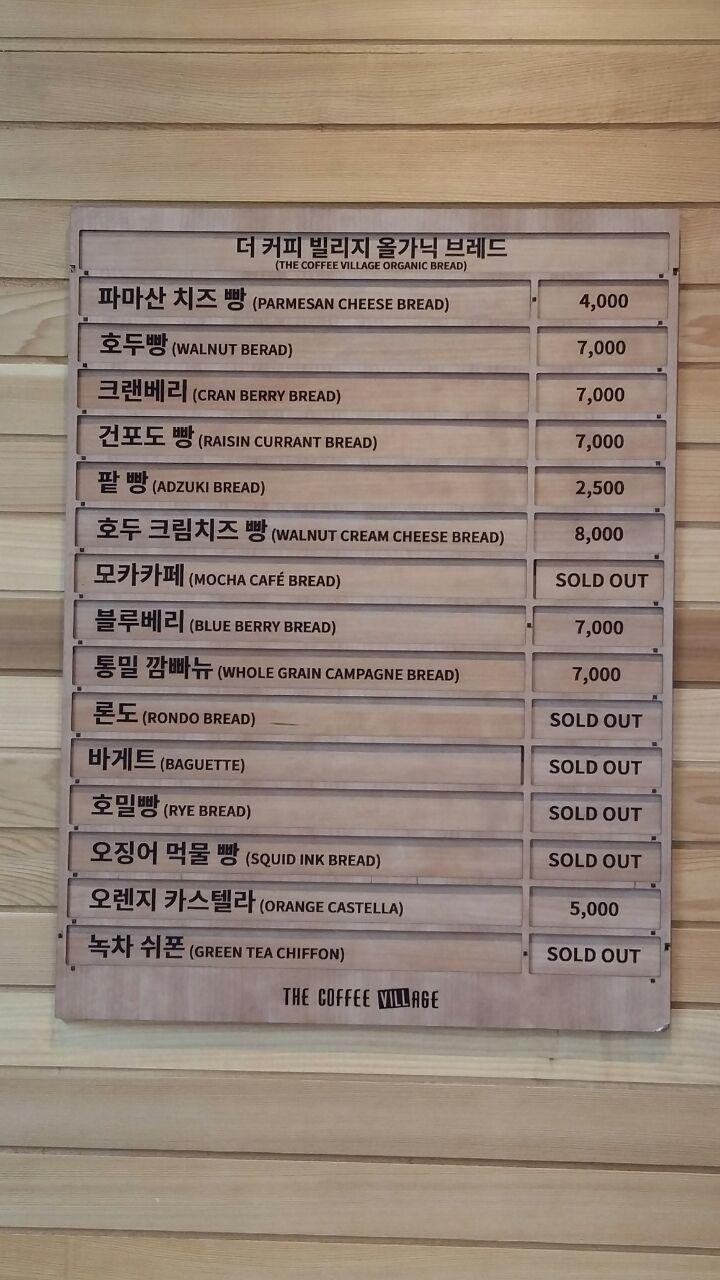 더 커피 빌리지 올가닉 브레드
(THE COFFEE VILLAGE ORGANIC BREAD)
파마산 치즈 빵 (PARMESAN CHEESE BREAD) 4,000
호두빵 (WALNUT BERAD) 7,000
크랜베리 (CRAN BERRY BREAD) 7,000
건포도 빵 (RAISIN CURRANT BREAD) 7,000
팥 빵 (ADZUKI BREAD) 2,500
호두 크림치즈 빵 (WALNUT CREAM CHEESE BREAD) 8,000
모카카페 (MOCHA CAFÉ BREAD) SOLD OUT
블루베리 (BLUE BERRY BREAD) 7,000
통밀 깜빠뉴 (WHOLE GRAIN CAMPAGNE BREAD) 7,000
론도 (RONDO BREAD) SOLD OUT
바게트 (BAGUETTE) SOLD OUT
호밀빵 (RYE BREAD) SOLD OUT
오징어 먹물 빵 (SQUID INK BREAD) SOLD OUT
오렌지 카스텔라 (ORANGE CASTELLA) 5,000
녹차 쉬폰 (GREEN TEA CHIFFON) SOLD OUT
THE COFFEE VILLAGE